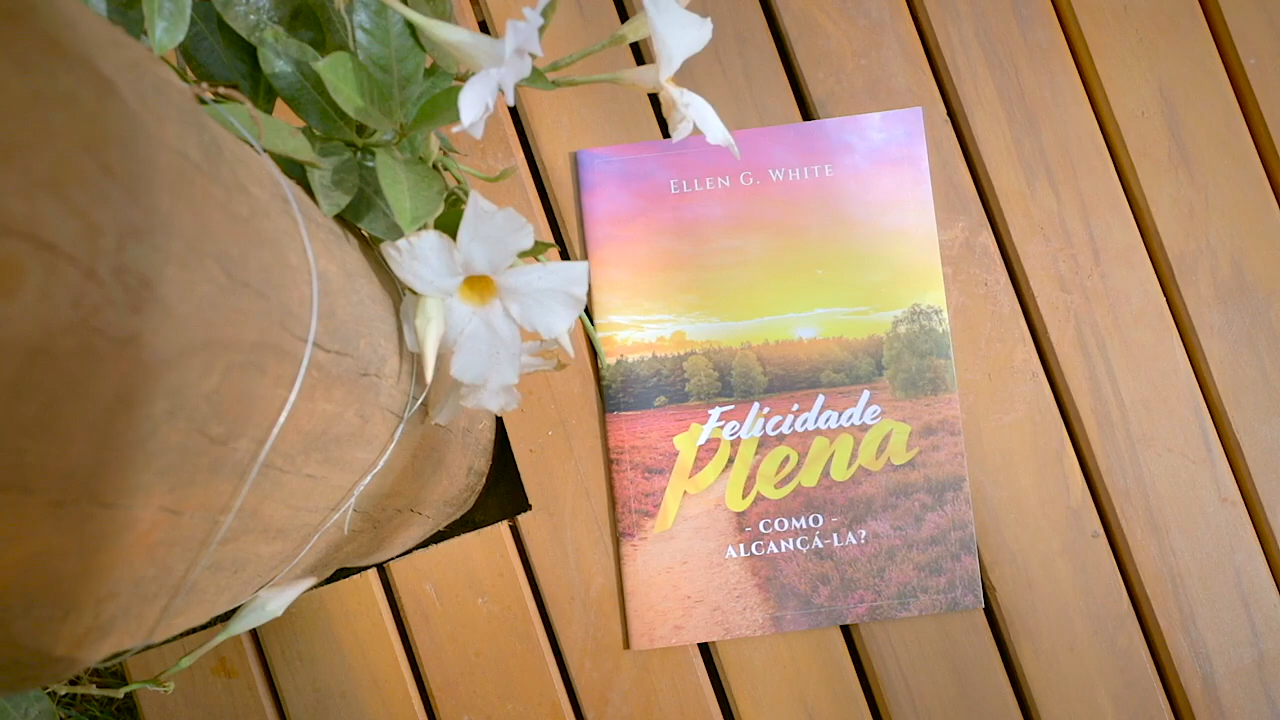 ELLEN G. WHITE
Felicidade
Plena
- COMO -
ALCANÇÁ-LA?